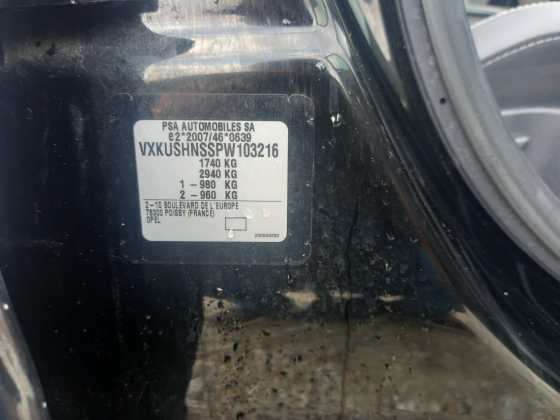 PSA AUTOMOBILES SA
e2*2007/46*0639
VXKUSHNSSPW103216
1740 KG
2940 KG
1 - 980 KG
2 - 960 KG
2-10 BOULEVARD DE L'EUROPE
78300 POISSY (FRANCE)
OPEL